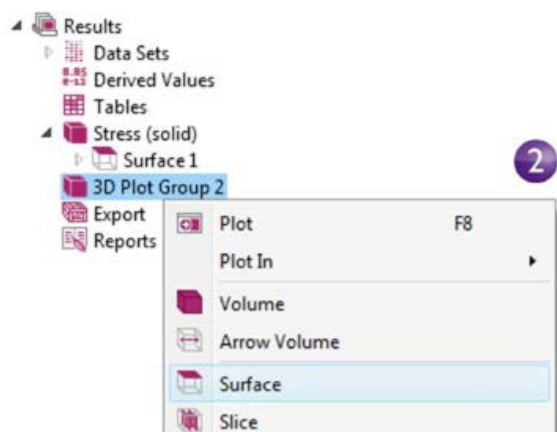 Results
Data Sets
8.85
e-12 Derived Values
Tables
Stress (solid)
Surface 1
2
3D Plot Group 2
Export
Reports
Plot F8
Plot In
Volume
Arrow Volume
Surface
Slice